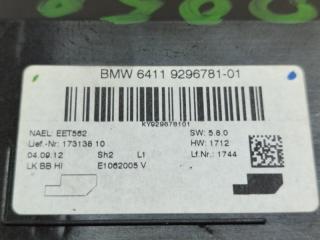 BMW 6411 9296781-01
KY929678101
NAEL: EET562
SW: 5.8.0
Lief.-Nr: 173138 10
HW: 1712
04.09.12 Sh2 L1
Lf.Nr.: 1744
LK BB HI E1062005 V